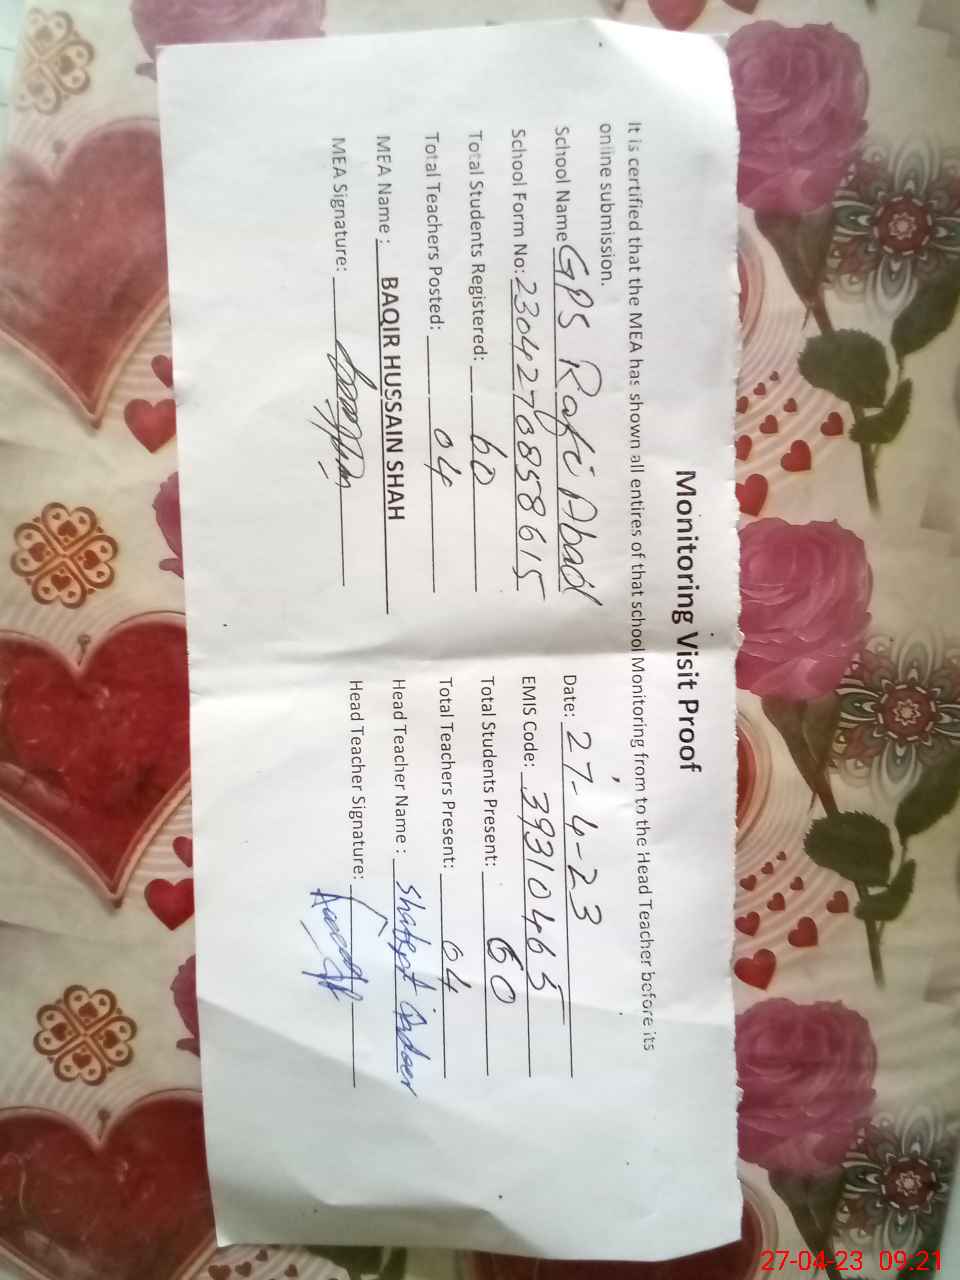 Monitoring Visit Proof
It is certified that the MEA has shown all entires of that school Monitoring from to the Head Teacher before its
online submission.
School Name GPS Rafi Abad Date: 27-4-23
School Form No: 2304270858615 EMIS Code: 39310465
Total Students Registered: 60 Total Students Present: 60
Total Teachers Posted: 04 Total Teachers Present: 04
MEA Name : BAQIR HUSSAIN SHAH Head Teacher Name :
MEA Signature: Head Teacher Signature:
27-04-23 09:21